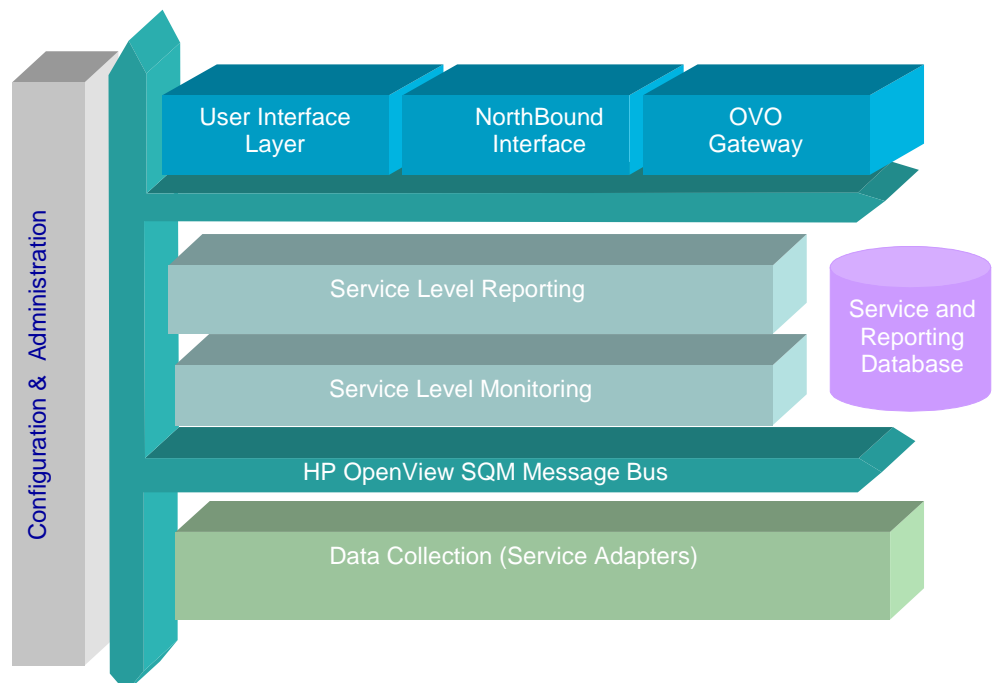 User Interface
Layer
NorthBound
Interface
OVO
Gateway
Configuration & Administration
Service Level Reporting
Service and
Reporting
Database
Service Level Monitoring
HP OpenView SQM Message Bus
Data Collection (Service Adapters)